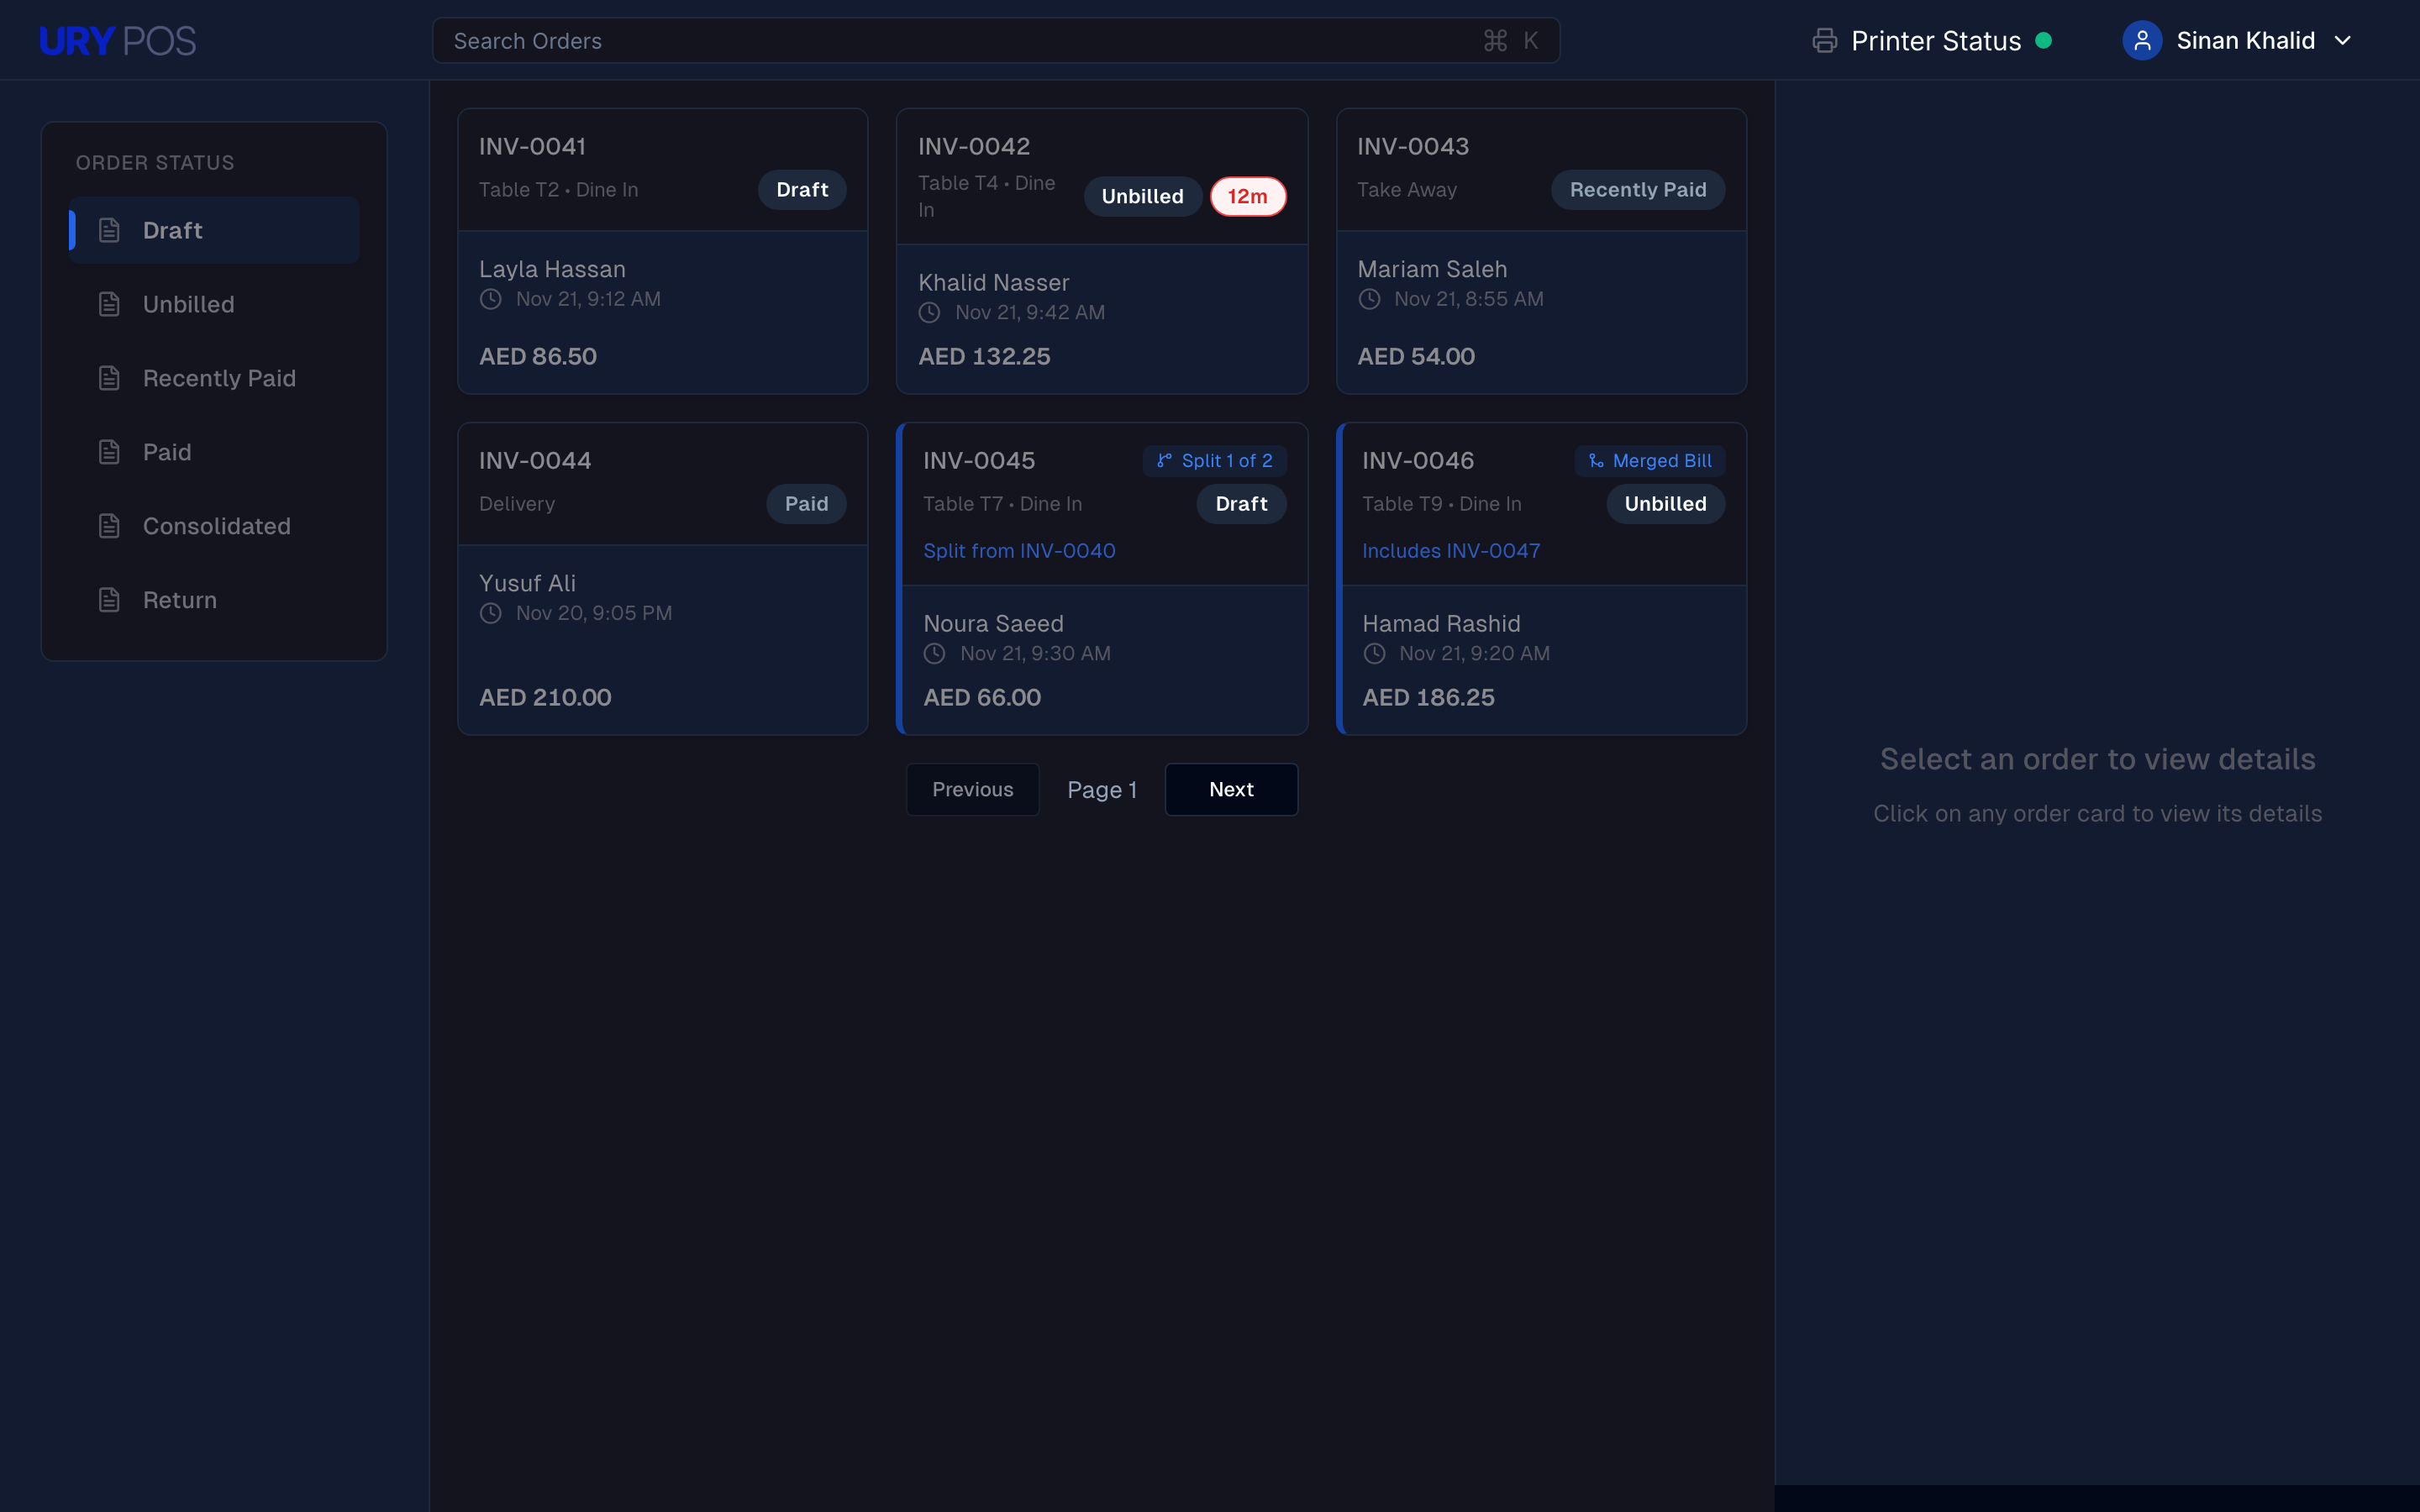 URY POS
Search Orders
⌘ K
Printer Status
Sinan Khalid
ORDER STATUS
Draft
Unbilled
Recently Paid
Paid
Consolidated
Return
INV-0041
Table T2 • Dine In
Draft
Layla Hassan
Nov 21, 9:12 AM
AED 86.50
INV-0042
Table T4 • Dine
In
Unbilled
12m
Khalid Nasser
Nov 21, 9:42 AM
AED 132.25
INV-0043
Take Away
Recently Paid
Mariam Saleh
Nov 21, 8:55 AM
AED 54.00
INV-0044
Delivery
Paid
Yusuf Ali
Nov 20, 9:05 PM
AED 210.00
INV-0045
Split 1 of 2
Table T7 • Dine In
Draft
Split from INV-0040
Noura Saeed
Nov 21, 9:30 AM
AED 66.00
INV-0046
Merged Bill
Table T9 • Dine In
Unbilled
Includes INV-0047
Hamad Rashid
Nov 21, 9:20 AM
AED 186.25
Previous
Page 1
Next
Select an order to view details
Click on any order card to view its details